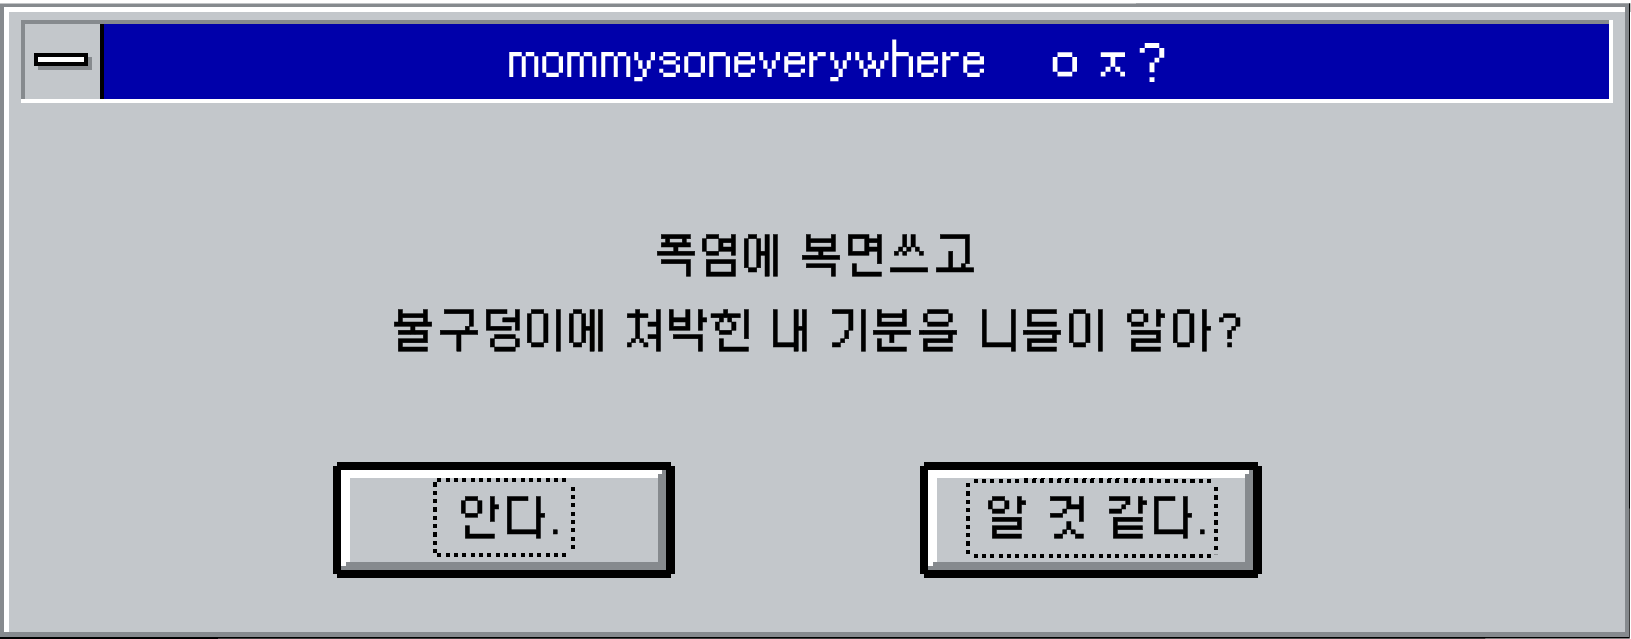 mommysoneverywhere ㅇㅈ?
폭염에 복면쓰고
불구덩이에 쳐박힌 내 기분을 니들이 알아?
안다.
알 것 같다.